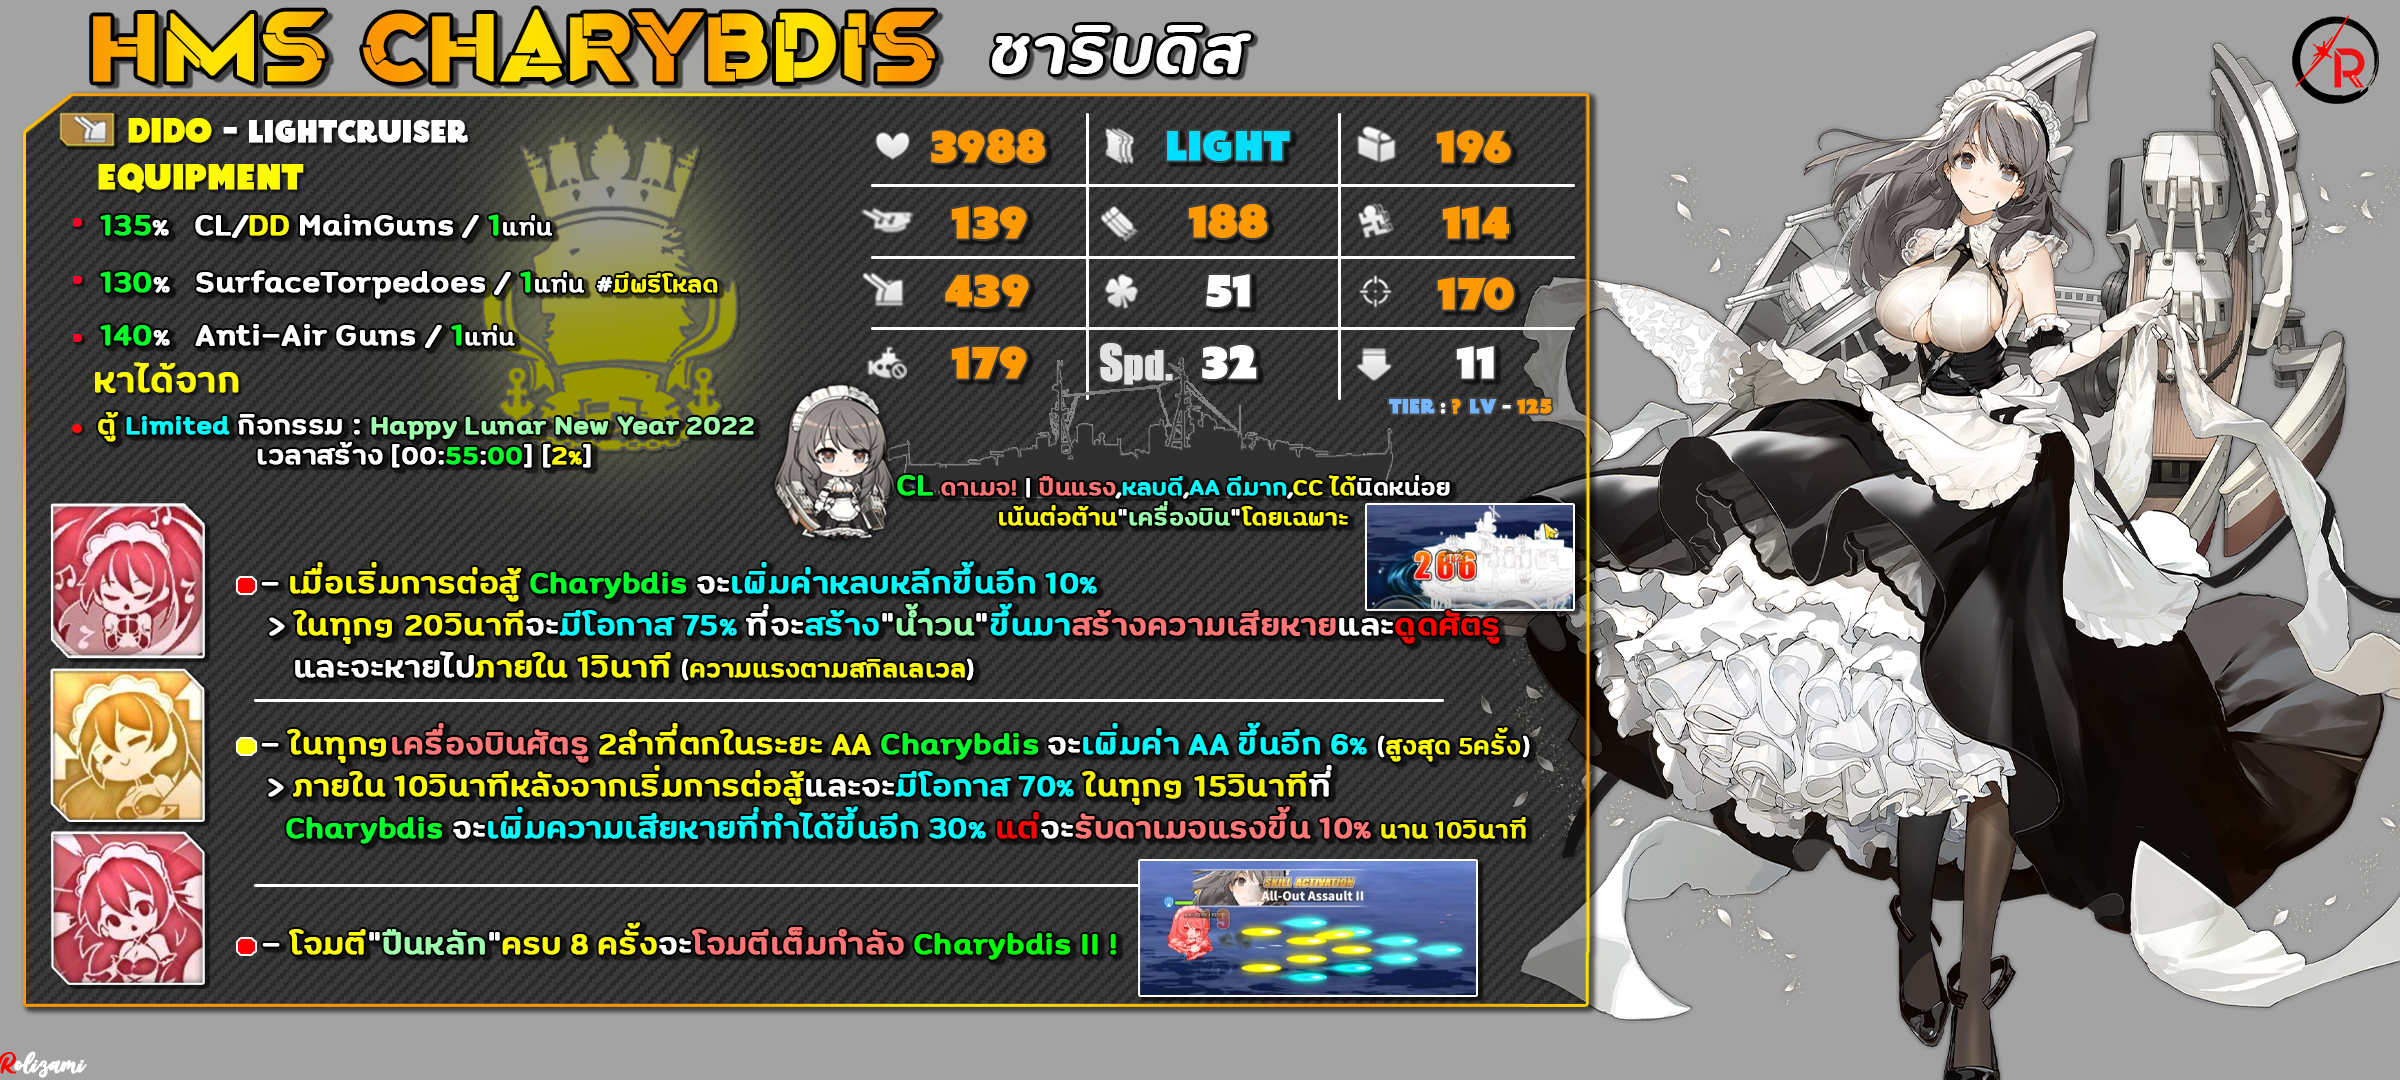 HMS CHARYBDIS ชาริบดิส
R
DIDO - LIGHTCRUISER
EQUIPMENT
135% CL/DD MainGuns / 1แท่น
130% SurfaceTorpedoes / 1แท่น #มีฟรีโหลด
140% Anti-Air Guns / 1แท่น
หาได้จาก
ตู้ Limited กิจกรรม : Happy Lunar New Year 2022
เวลาสร้าง [00:55:00] [2%]
3988 LIGHT 196
139 188 114
439 51 170
179 Spd. 32 11
TIER : ? LV - 125
CL ดาเมจ! | ปืนแรง,หลบดี,AA ดีมาก,CC ได้นิดหน่อย
เน้นต่อต้าน"เครื่องบิน"โดยเฉพาะ
266
- เมื่อเริ่มการต่อสู้ Charybdis จะเพิ่มค่าหลบหลีกขึ้นอีก 10%
> ในทุกๆ 20วินาทีจะมีโอกาส 75% ที่จะสร้าง"น้ำวน"ขึ้นมาสร้างความเสียหายและดูดศัตรู
และจะหายไปภายใน 1วินาที (ความแรงตามสกิลเลเวล)
- ในทุกๆเครื่องบินศัตรู 2ลำที่ตกในระยะ AA Charybdis จะเพิ่มค่า AA ขึ้นอีก 6% (สูงสุด 5ครั้ง)
> ภายใน 10วินาทีหลังจากเริ่มการต่อสู้และจะมีโอกาส 70% ในทุกๆ 15วินาทีที่
Charybdis จะเพิ่มความเสียหายที่ทำได้ขึ้นอีก 30% แต่จะรับดาเมจแรงขึ้น 10% นาน 10วินาที
SKILL ACTIVATION
All-Out Assault II
- โจมตี"ปืนหลัก"ครบ 8 ครั้งจะโจมตีเต็มกำลัง Charybdis II !
Rolizami